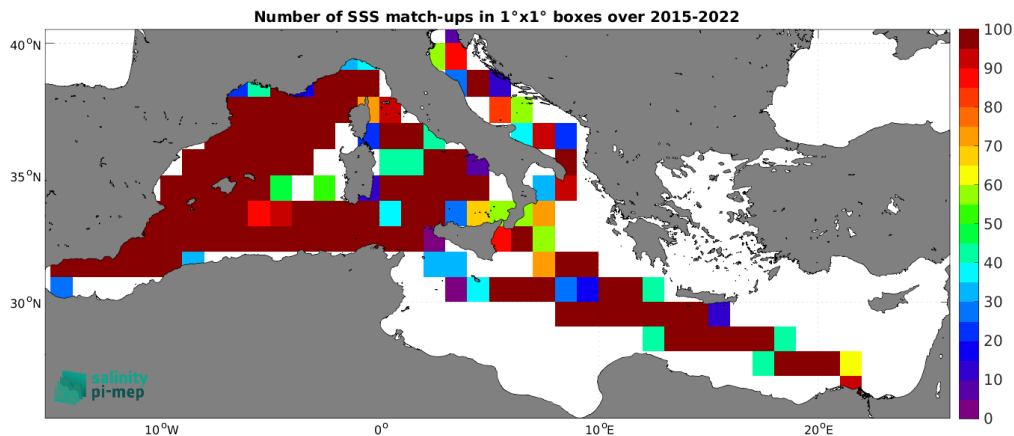 Number of SSS match-ups in 1°x1° boxes over 2015-2022
40°N
35°N
30°N
10°W
0°
10°E
20°E
100
90
80
70
60
50
40
30
20
10
0
salinity
pi-mep